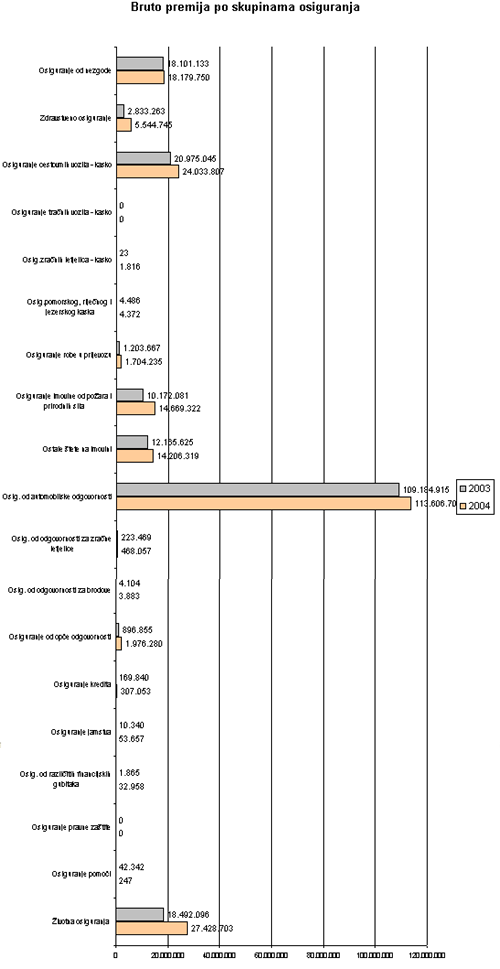 Bruto premija po skupinama osiguranja
Osiguranje od nezgode
18.101.133
18.179.750
Zdravstveno osiguranje
2.833.263
5.544.745
Osiguranje cestovnih vozila - kasko
20.975.045
24.033.807
Osiguranje tračnih vozila - kasko
0
0
Osig.zračnih letjelica - kasko
23
1.816
Osig.pomorskog, riječnog i
jezerskog kaska
4.486
4.372
Osiguranje robe u prijevozu
1.203.667
1.704.235
Osiguranje imovine od požara i
prirodnih sila
10.172.081
14.669.322
Ostale štete na imovini
12.165.625
14.206.319
Osig. od automobilske odgovornosti
109.184.915
113.606.70
2003
2004
Osig. od odgovornosti za zračne
letjelice
223.469
468.057
Osig. od odgovornosti za brodove
4.104
3.883
Osiguranje od opće odgovornosti
896.855
1.976.280
Osiguranje kredita
169.840
307.053
Osiguranje jamstva
10.340
53.657
Osig. od različitih financijskih
gubitaka
1.865
32.958
Osiguranje pravne zaštite
0
0
Osiguranje pomoći
42.342
247
Životna osiguranja
18.492.096
27.428.703
0 20.000.000 40.000.000 60.000.000 80.000.000 100.000.000 120.000.000